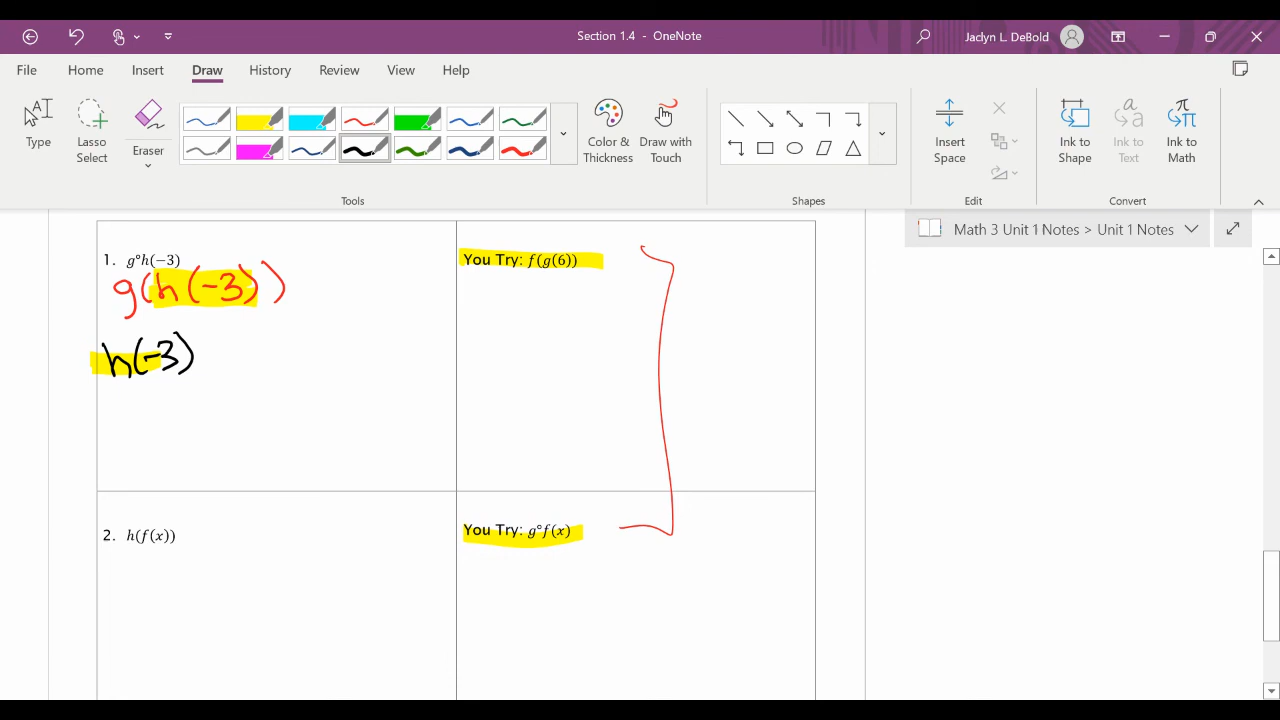 Section 1.4 - OneNote
Jaclyn L. DeBold
File Home Insert Draw History Review View Help
Type
Lasso Select
Eraser
Color & Thickness
Draw with Touch
Insert Space
Ink to Shape
Ink to Text
Ink to Math
Tools Shapes Edit Convert
Math 3 Unit 1 Notes > Unit 1 Notes
1. g°h(−3)
g(h(-3))
h(-3)
You Try: f(g(6))
2. h(f(x))
You Try: g°f(x)